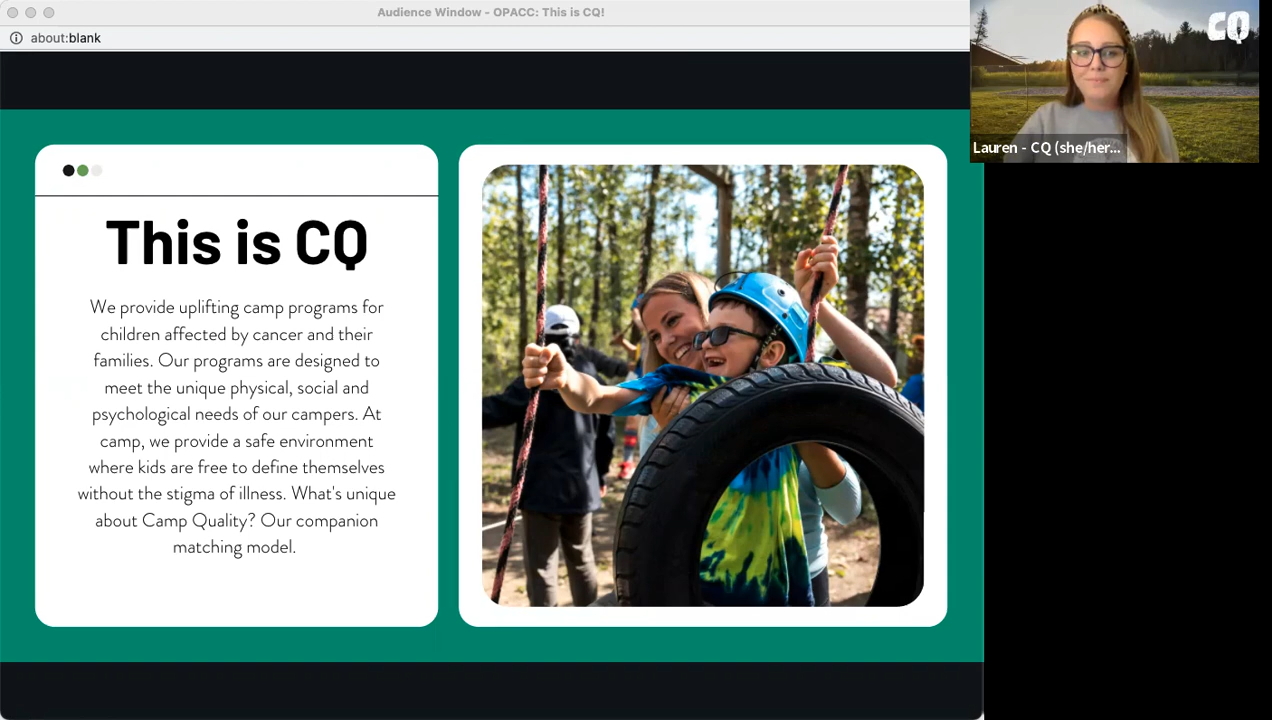 Audience Window - OPACC: This is CQ!
about:blank
CQ
Lauren - CQ (she/her...
This is CQ
We provide uplifting camp programs for
children affected by cancer and their
families. Our programs are designed to
meet the unique physical, social and
psychological needs of our campers. At
camp, we provide a safe environment
where kids are free to define themselves
without the stigma of illness. What's unique
about Camp Quality? Our companion
matching model.